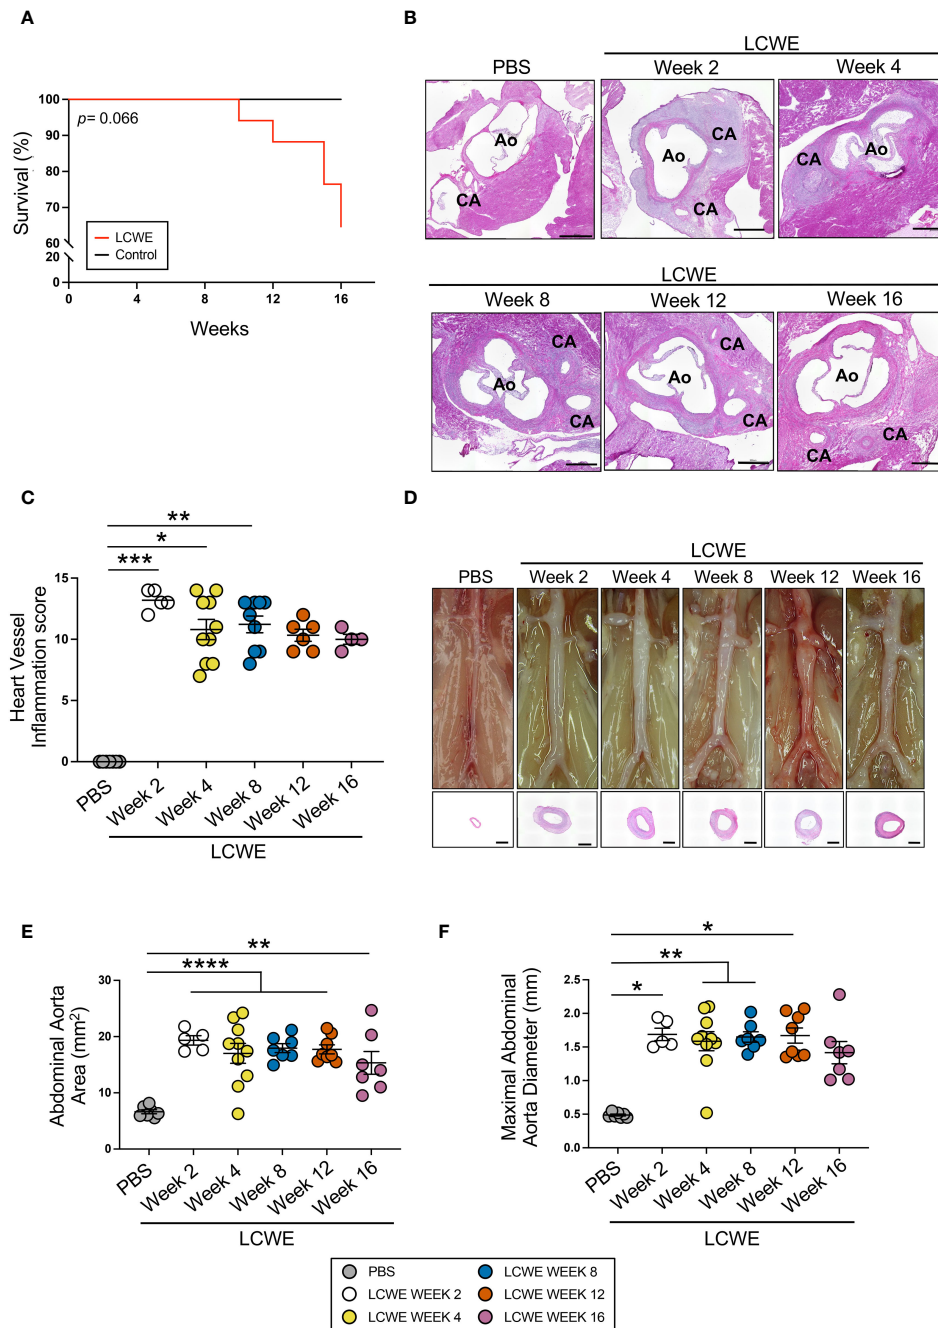 A
100
90
80
70
60
20
0
Survival (%)
p= 0.066
LCWE
Control
0 4 8 12 16
Weeks
B
LCWE
PBS Week 2 Week 4
Ao CA
Ao CA CA
Ao CA
LCWE
Week 8 Week 12 Week 16
Ao CA CA
Ao CA CA
Ao CA CA
C
Heart Vessel
Inflammation score
** 
*
***
15
10
5
0
PBS Week 2 Week 4 Week 8 Week 12 Week 16
LCWE
D
LCWE
PBS Week 2 Week 4 Week 8 Week 12 Week 16
E
Abdominal Aorta
Area (mm2)
**
****
30
20
10
0
PBS Week 2 Week 4 Week 8 Week 12 Week 16
LCWE
F
Maximal Abdominal
Aorta Diameter (mm)
*
**
*
2.5
2.0
1.5
1.0
0.5
0.0
PBS Week 2 Week 4 Week 8 Week 12 Week 16
LCWE
PBS LCWE WEEK 8
LCWE WEEK 2 LCWE WEEK 12
LCWE WEEK 4 LCWE WEEK 16